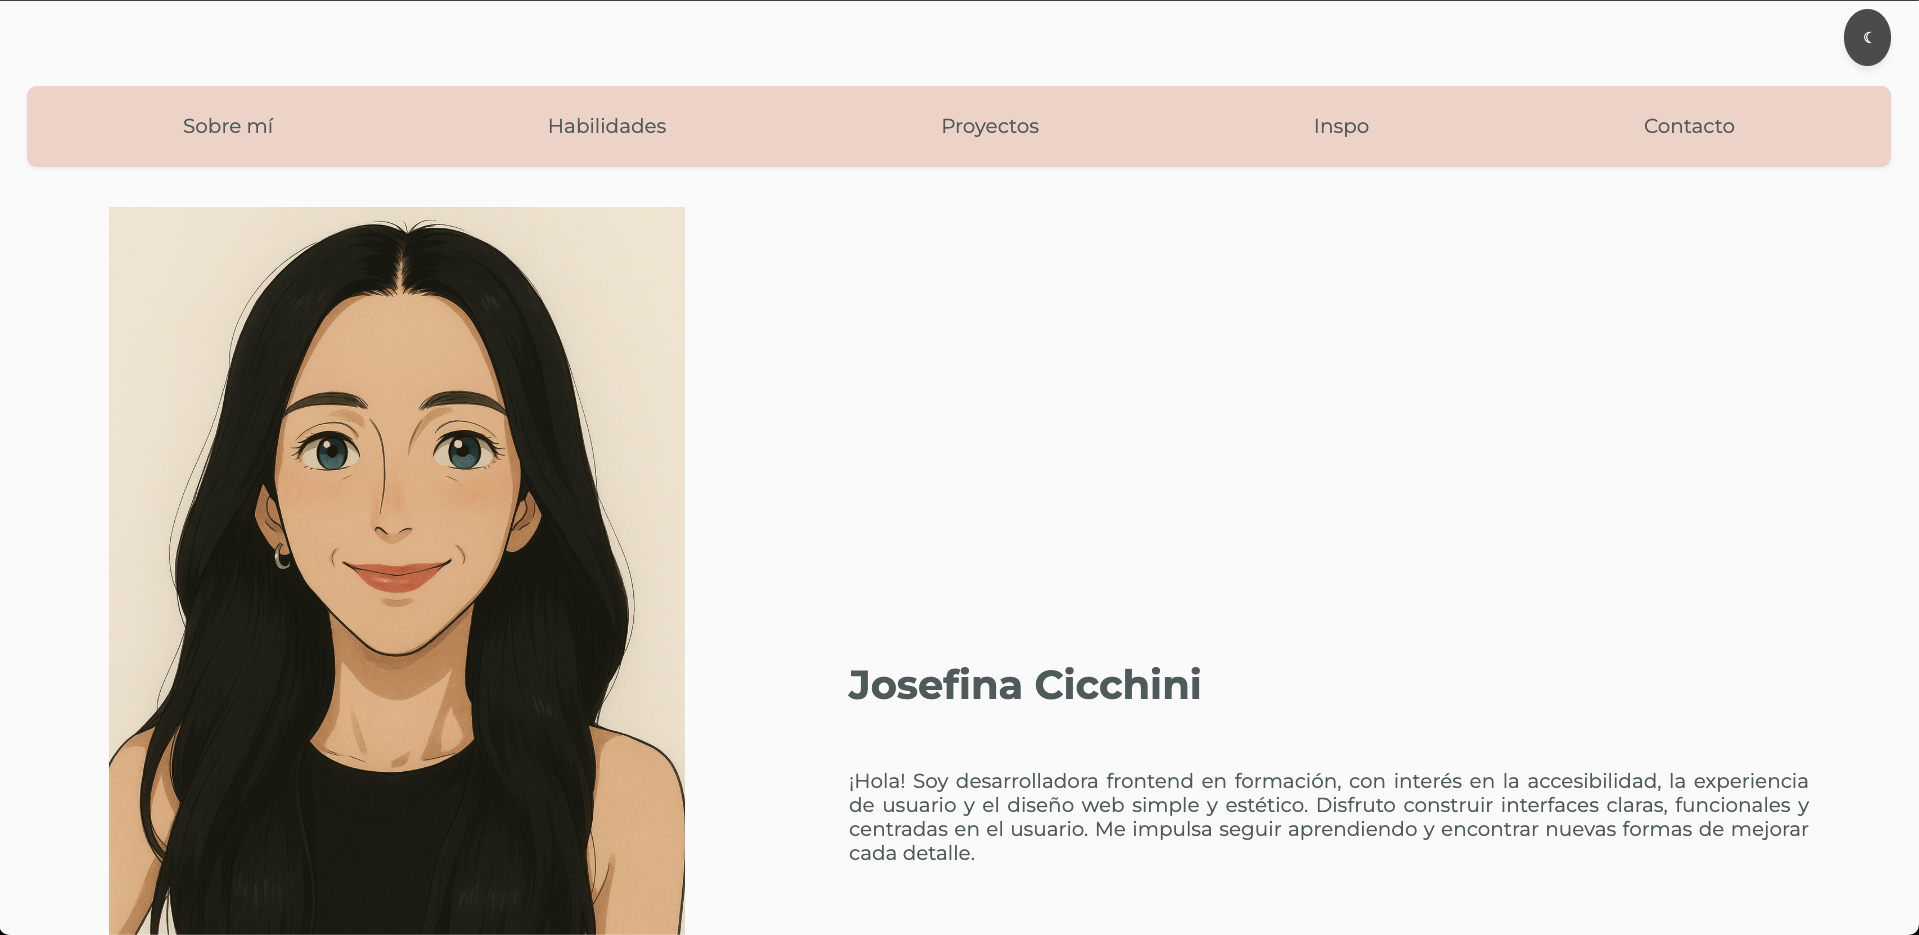 Sobre mí
Habilidades
Proyectos
Inspo
Contacto
Josefina Cicchini
¡Hola! Soy desarrolladora frontend en formación, con interés en la accesibilidad, la experiencia
de usuario y el diseño web simple y estético. Disfruto construir interfaces claras, funcionales y
centradas en el usuario. Me impulsa seguir aprendiendo y encontrar nuevas formas de mejorar
cada detalle.